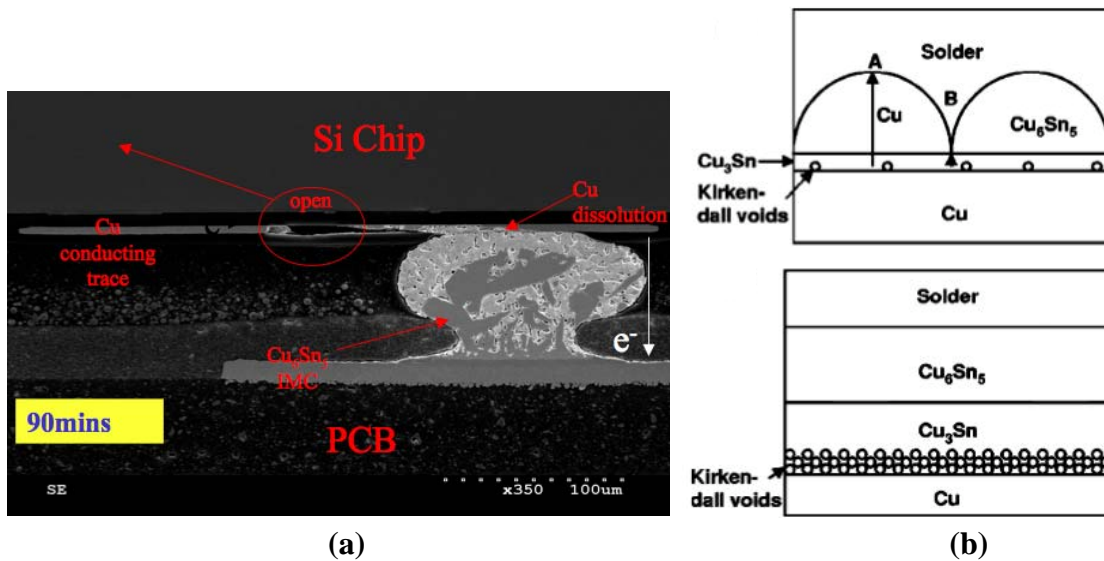 Si Chip
open
Cu
dissolution
Cu
conducting
trace
e-
Cu6Sn5
IMC
90mins
PCB
SE
x350 100um
(a)
Solder
A
B
Cu
Cu6Sn5
Cu3Sn
Kirken-
dall voids
Cu
Solder
Cu6Sn5
Cu3Sn
Kirken-
dall voids
Cu
(b)